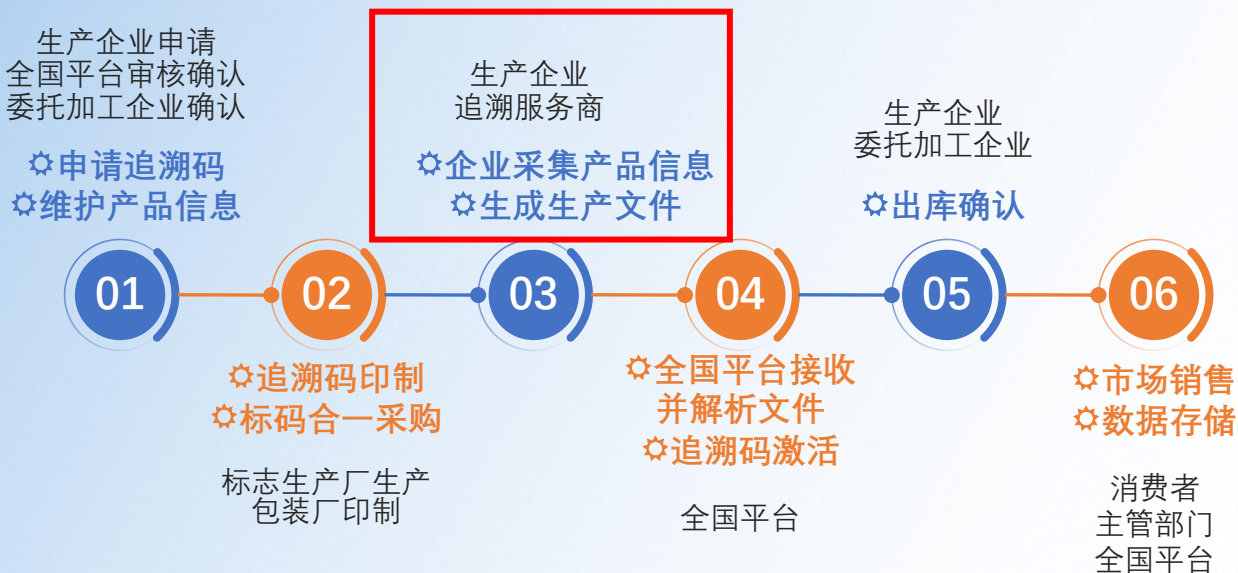 生产企业申请
全国平台审核确认
委托加工企业确认
申请追溯码
维护产品信息
01
02
追溯码印制
标码合一采购
标志生产厂生产
包装厂印制
生产企业
追溯服务商
企业采集产品信息
生成生产文件
03
04
全国平台接收
并解析文件
追溯码激活
全国平台
生产企业
委托加工企业
出库确认
05
06
市场销售
数据存储
消费者
主管部门
全国平台